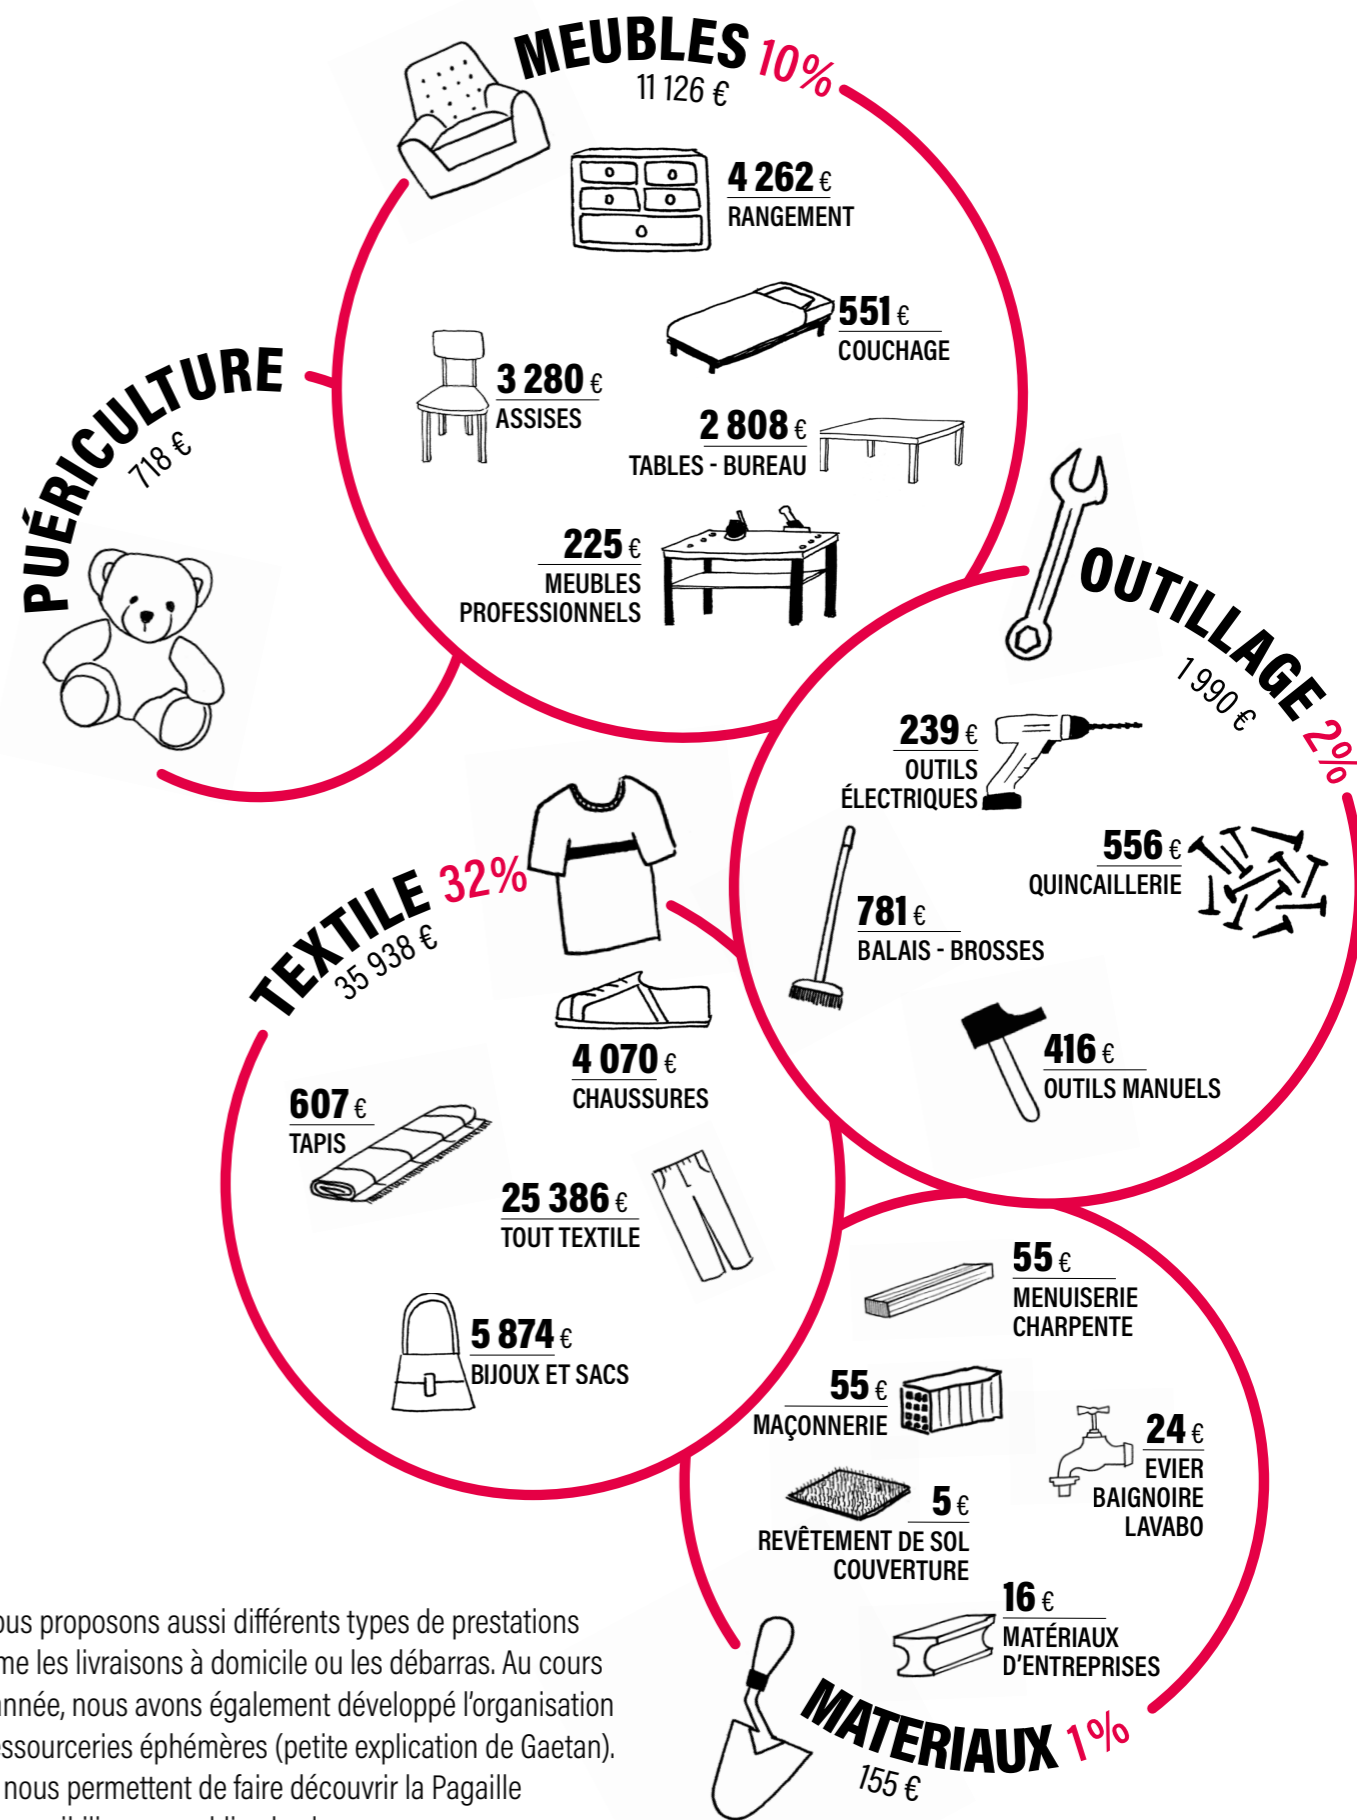 MEUBLES 10%
11 126 €
4 262 €
RANGEMENT
551 €
COUCHAGE
3 280 €
ASSISES
2 808 €
TABLES - BUREAU
225 €
MEUBLES
PROFESSIONNELS
PUÉRICULTURE
718 €
OUTILLAGE 2%
1 990 €
239 €
OUTILS
ÉLECTRIQUES
556 €
QUINCAILLERIE
781 €
BALAIS - BROSSES
416 €
OUTILS MANUELS
TEXTILE 32%
35 938 €
4 070 €
CHAUSSURES
607 €
TAPIS
25 386 €
TOUT TEXTILE
5 874 €
BIJOUX ET SACS
55 €
MENUISERIE
CHARPENTE
55 €
MAÇONNERIE
24 €
EVIER
BAIGNOIRE
LAVABO
5 €
REVÊTEMENT DE SOL
COUVERTURE
16 €
MATÉRIAUX
D'ENTREPRISES
MATERIAUX 1%
155 €
ous proposons aussi différents types de prestations
me les livraisons à domicile ou les débarras. Au cours
année, nous avons également développé l'organisation
essourceries éphémères (petite explication de Gaetan).
nous permettent de faire découvrir la Pagaille